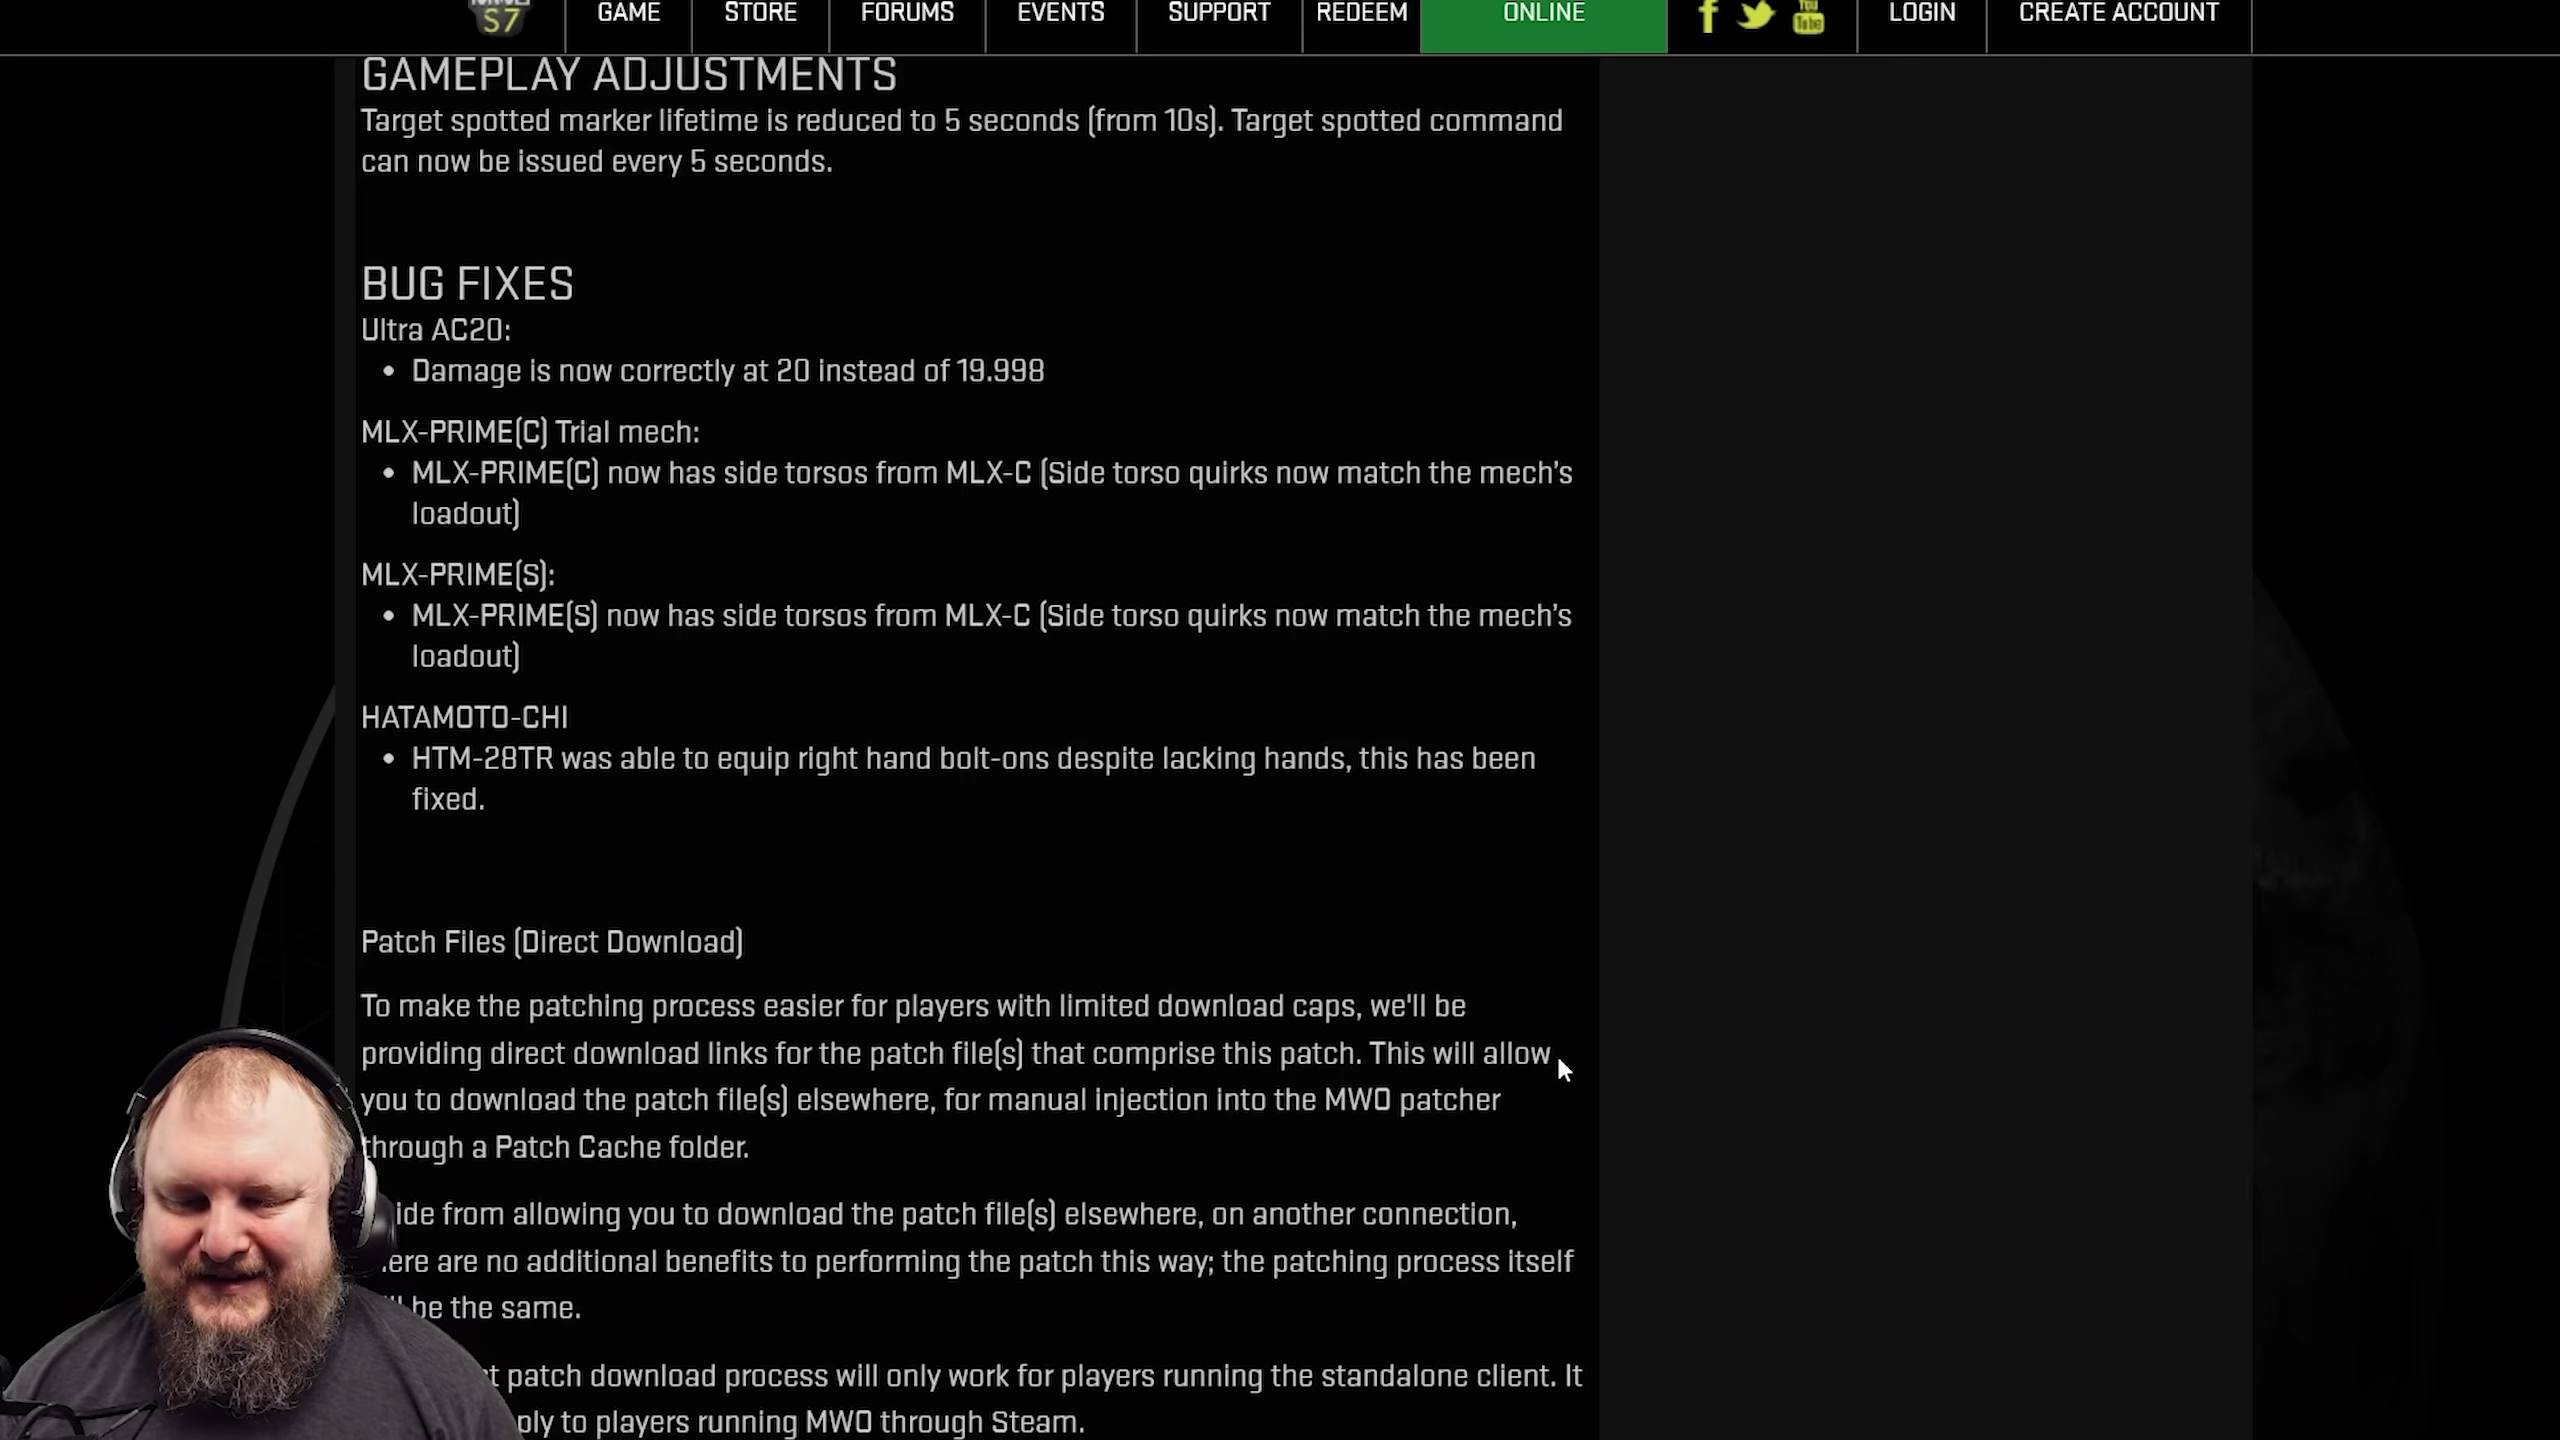 S7
GAME
STORE
FORUMS
EVENTS
SUPPORT
REDEEM
ONLINE
You
Tube
LOGIN
CREATE ACCOUNT
GAMEPLAY ADJUSTMENTS
Target spotted marker lifetime is reduced to 5 seconds (from 10s). Target spotted command
can now be issued every 5 seconds.
BUG FIXES
Ultra AC20:
• Damage is now correctly at 20 instead of 19.998
MLX-PRIME(C) Trial mech:
• MLX-PRIME(C) now has side torsos from MLX-C (Side torso quirks now match the mech's
loadout)
MLX-PRIME(S):
• MLX-PRIME(S) now has side torsos from MLX-C (Side torso quirks now match the mech's
loadout)
HATAMOTO-CHI
• HTM-28TR was able to equip right hand bolt-ons despite lacking hands, this has been
fixed.
Patch Files (Direct Download)
To make the patching process easier for players with limited download caps, we'll be
providing direct download links for the patch file(s) that comprise this patch. This will allow
you to download the patch file(s) elsewhere, for manual injection into the MWO patcher
through a Patch Cache folder.
from allowing you to download the patch file(s) elsewhere, on another connection,
are no additional benefits to performing the patch this way; the patching process itself
be the same.
patch download process will only work for players running the standalone client. It
to players running MWO through Steam.